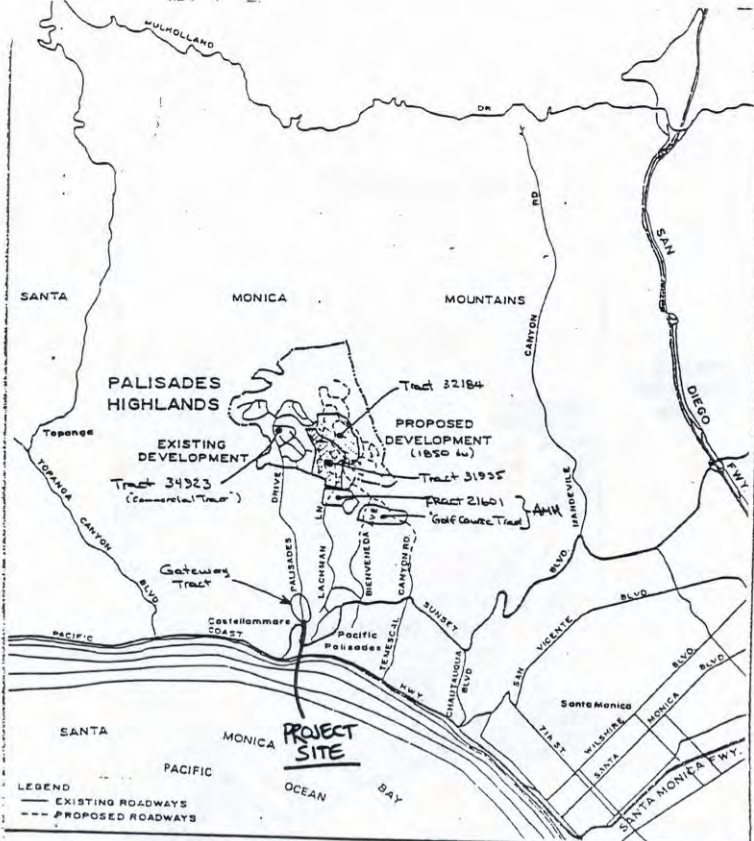 MULHOLLAND
DR
RD
SAN
SANTA
MONICA
MOUNTAINS
CANYON
DIEGO
PALISADES
HIGHLANDS
Tract 32184
Topanga
EXISTING
DEVELOPMENT
PROPOSED
DEVELOPMENT
(1850 du)
FWY.
Tract 34923
("Commercial Tract")
DRIVE
Tract 31935
TOPANGA
CANYON
BLVD
LN.
Tract 21601
"Golf Course Tract"
AMH
AVE
MANDEVILLE
PALISADES
LACHMAN
BIENVENEDA
CANYON RD.
BLVD.
Gateway
Tract
SUNSET
BLVD
PACIFIC
Castellammare
COAST
Pacific
Palisades
TEMESCAL
VICENTE
SAN
HWY
CHAUTAUQUA
BLVD
BLVD
BLVD
Santa Monica
WILSHIRE
MONICA
SANTA
7TH ST.
SANTA
MONICA
PROJECT
SITE
PACIFIC
OCEAN
BAY
SANTA MONICA FWY.
LEGEND
EXISTING ROADWAYS
PROPOSED ROADWAYS